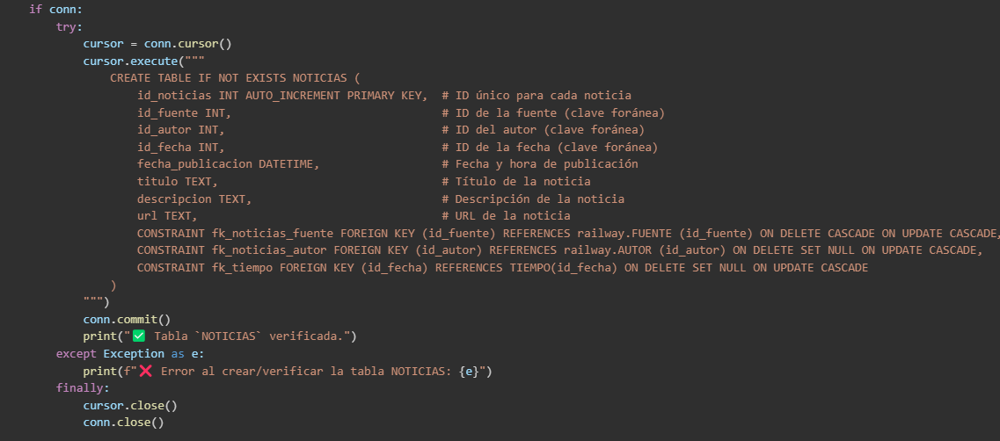 if conn:
    try:
        cursor = conn.cursor()
        cursor.execute("""
            CREATE TABLE IF NOT EXISTS NOTICIAS (
                id_noticias INT AUTO_INCREMENT PRIMARY KEY,  # ID único para cada noticia
                id_fuente INT,                               # ID de la fuente (clave foránea)
                id_autor INT,                                # ID del autor (clave foránea)
                id_fecha INT,                                # ID de la fecha (clave foránea)
                fecha_publicacion DATETIME,                  # Fecha y hora de publicación
                titulo TEXT,                                 # Título de la noticia
                descripcion TEXT,                            # Descripción de la noticia
                url TEXT,                                    # URL de la noticia
                CONSTRAINT fk_noticias_fuente FOREIGN KEY (id_fuente) REFERENCES railway.FUENTE (id_fuente) ON DELETE CASCADE ON UPDATE CASCADE,
                CONSTRAINT fk_noticias_autor FOREIGN KEY (id_autor) REFERENCES railway.AUTOR (id_autor) ON DELETE SET NULL ON UPDATE CASCADE,
                CONSTRAINT fk_tiempo FOREIGN KEY (id_fecha) REFERENCES TIEMPO(id_fecha) ON DELETE SET NULL ON UPDATE CASCADE
            )
        """)
        conn.commit()
        print("✅ Tabla `NOTICIAS` verificada.")
    except Exception as e:
        print(f"❌ Error al crear/verificar la tabla NOTICIAS: {e}")
    finally:
        cursor.close()
        conn.close()